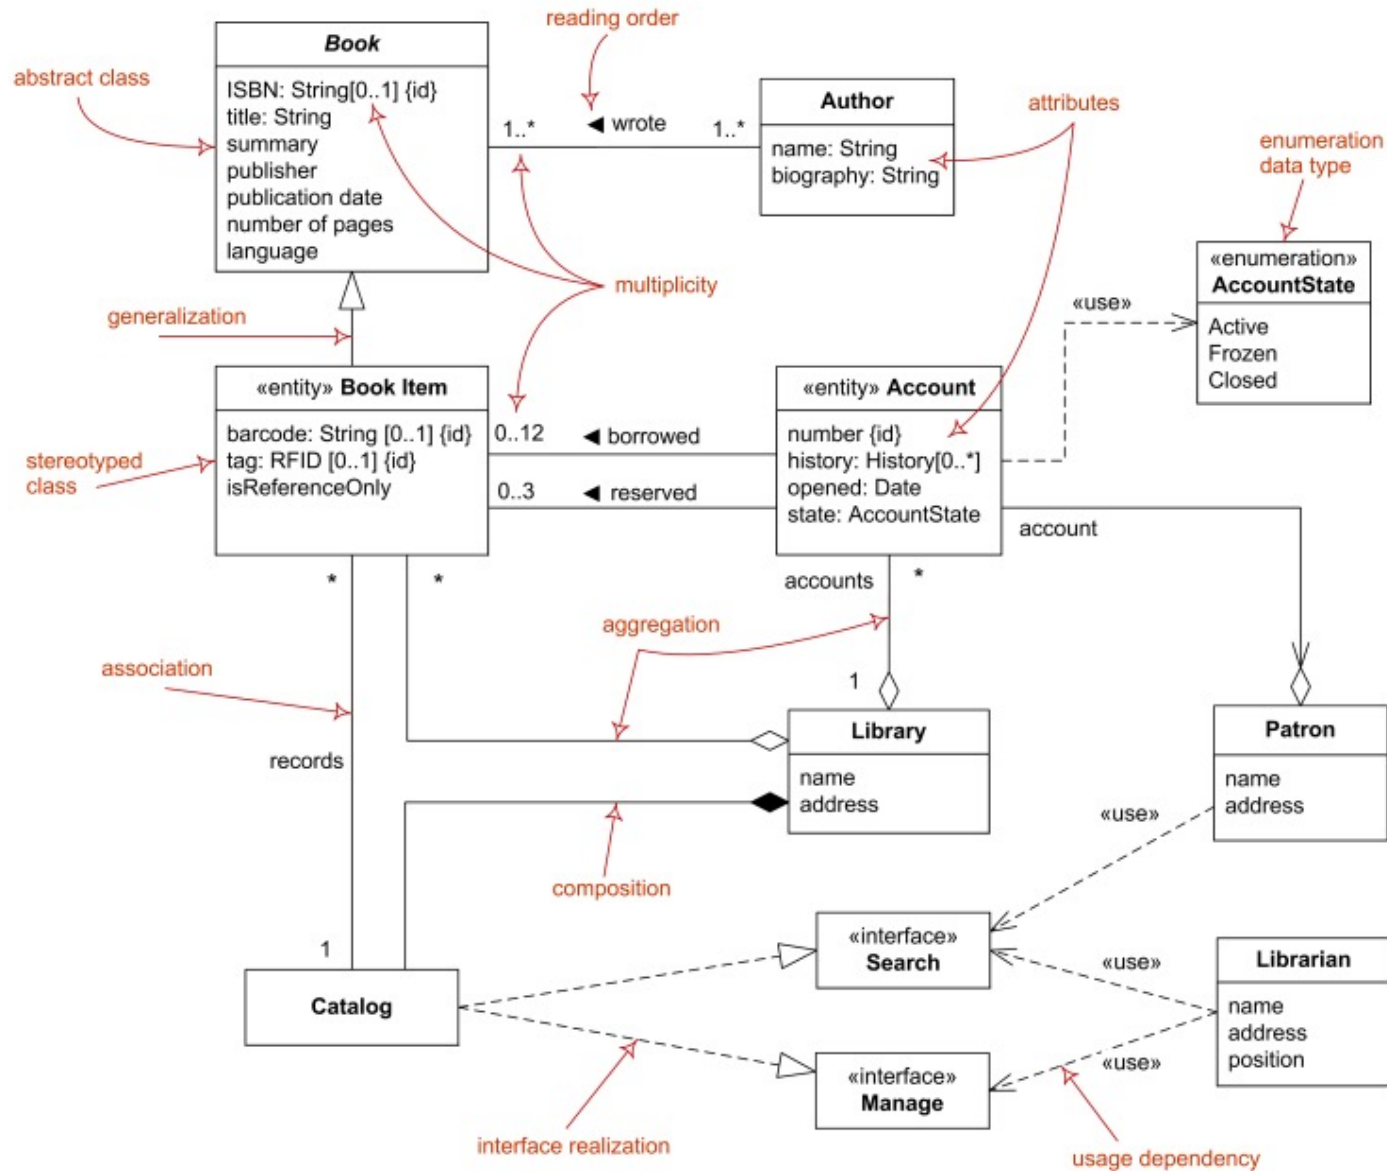 reading order
Book
abstract class
ISBN: String[0..1] {id}
title: String
summary
publisher
publication date
number of pages
language
1..*
◄ wrote
1..*
Author
name: String
biography: String
attributes
enumeration
data type
«enumeration»
AccountState
Active
Frozen
Closed
multiplicity
«use»
generalization
«entity» Book Item
barcode: String [0..1] {id}
tag: RFID [0..1] {id}
isReferenceOnly
stereotyped
class
0..12
◄ borrowed
0..3
◄ reserved
«entity» Account
number {id}
history: History[0..*]
opened: Date
state: AccountState
account
*
*
accounts
*
aggregation
association
1
records
Library
name
address
Patron
name
address
«use»
composition
1
Catalog
«interface»
Search
«use»
Librarian
name
address
position
«interface»
Manage
«use»
interface realization
usage dependency